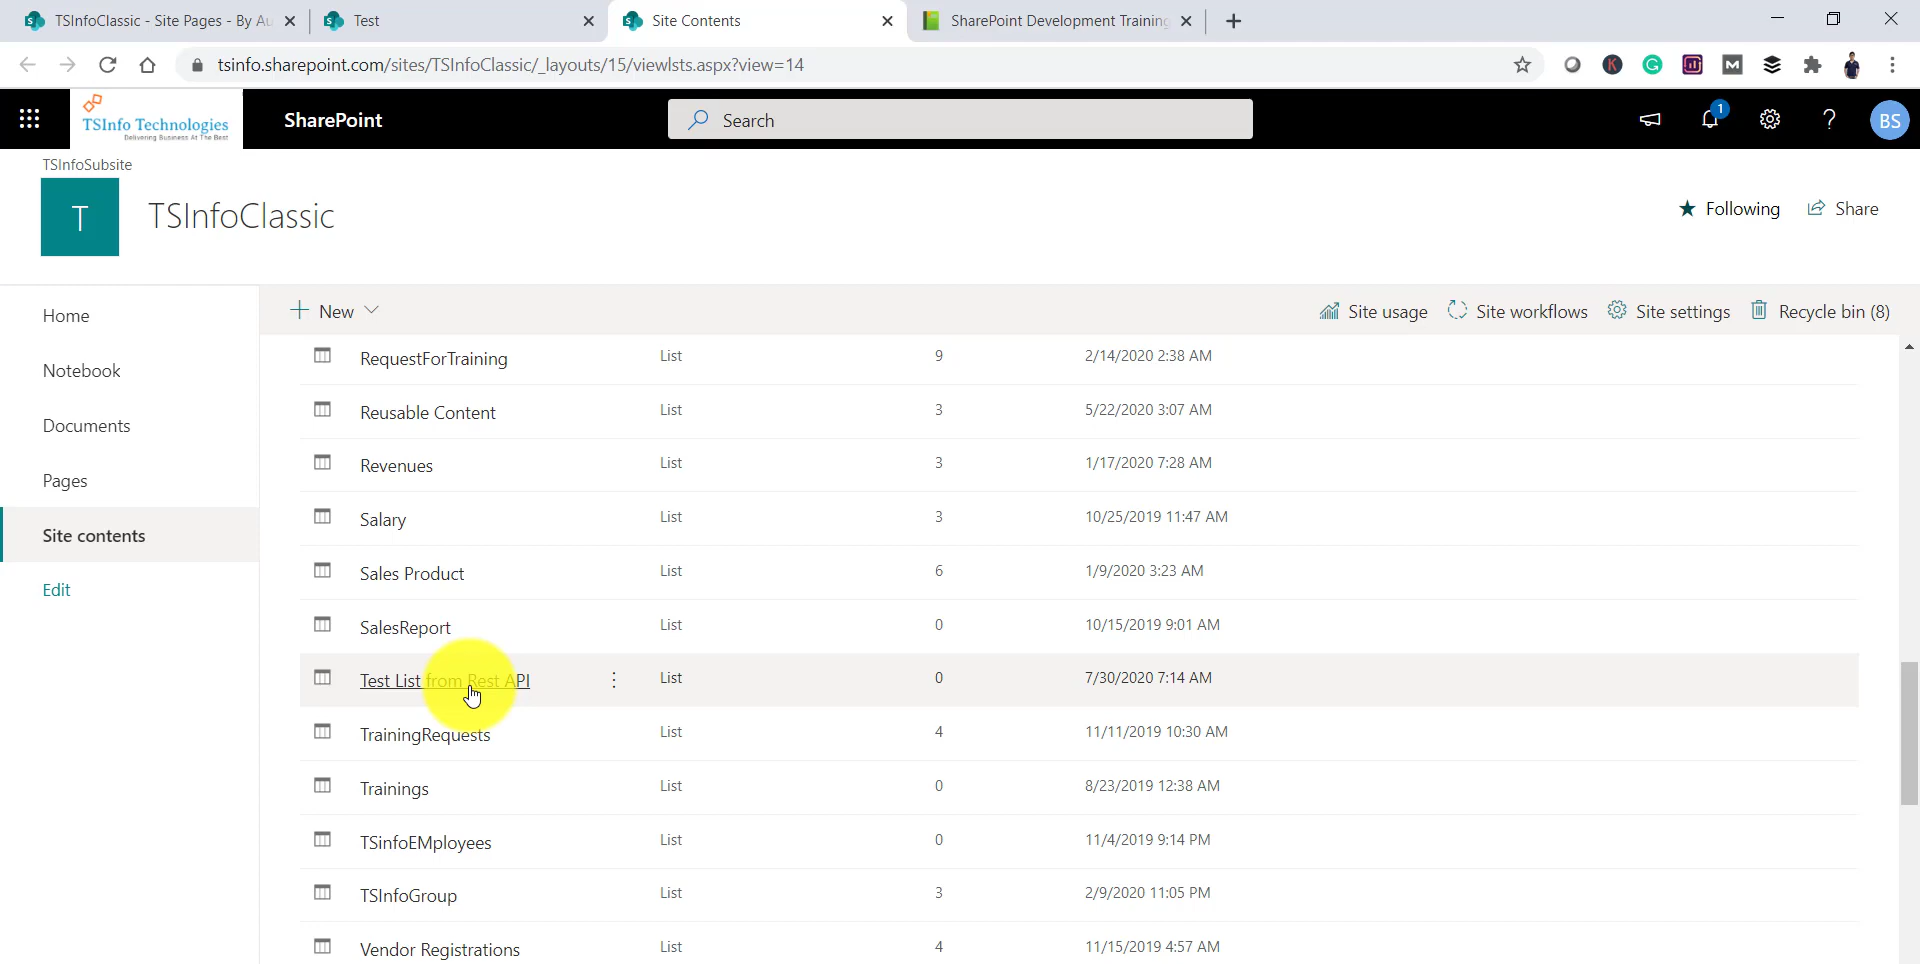 TSInfoClassic - Site Pages - By Au
Test
Site Contents
SharePoint Development Training
tsinfo.sharepoint.com/sites/TSInfoClassic/_layouts/15/viewlsts.aspx?view=14
TSInfo Technologies
Delivering Business At The Best
SharePoint
Search
1
BS
TSInfoSubsite
T
TSInfoClassic
Following
Share
Home
Notebook
Documents
Pages
Site contents
Edit
New
Site usage
Site workflows
Site settings
Recycle bin (8)
RequestForTraining List 9 2/14/2020 2:38 AM
Reusable Content List 3 5/22/2020 3:07 AM
Revenues List 3 1/17/2020 7:28 AM
Salary List 3 10/25/2019 11:47 AM
Sales Product List 6 1/9/2020 3:23 AM
SalesReport List 0 10/15/2019 9:01 AM
Test List from Rest API List 0 7/30/2020 7:14 AM
TrainingRequests List 4 11/11/2019 10:30 AM
Trainings List 0 8/23/2019 12:38 AM
TSinfoEMployees List 0 11/4/2019 9:14 PM
TSInfoGroup List 3 2/9/2020 11:05 PM
Vendor Registrations List 4 11/15/2019 4:57 AM